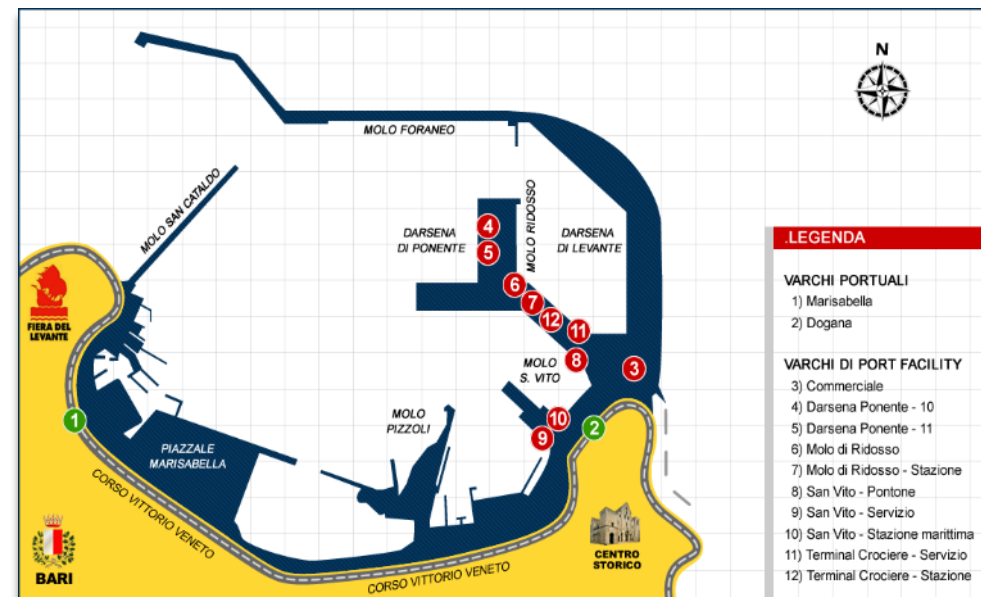 N
MOLO FORANEO
MOLO SAN CATALDO
DARSENA
DI PONENTE
MOLO RIDOSSO
DARSENA
DI LEVANTE
4
5
6
7
12
11
8
3
FIERA DEL
LEVANTE
MOLO
S. VITO
10
9
2
1
MOLO
PIZZOLI
PIAZZALE
MARISABELLA
CORSO VITTORIO VENETO
BARI
CENTRO
STORICO
CORSO VITTORIO VENETO
.LEGENDA
VARCHI PORTUALI
1) Marisabella
2) Dogana
VARCHI DI PORT FACILITY
3) Commerciale
4) Darsena Ponente - 10
5) Darsena Ponente - 11
6) Molo di Ridosso
7) Molo di Ridosso - Stazione
8) San Vito - Pontone
9) San Vito - Servizio
10) San Vito - Stazione marittima
11) Terminal Crociere - Servizio
12) Terminal Crociere - Stazione